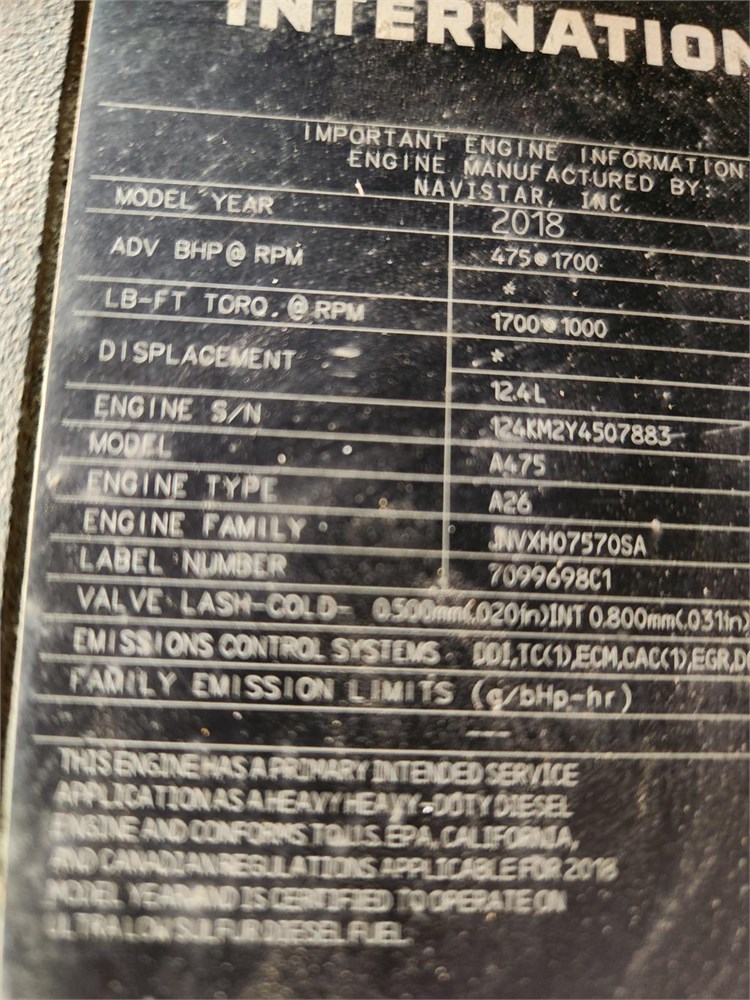 INTERNATION
IMPORTANT ENGINE INFORMATION
ENGINE MANUFACTURED BY:
NAVISTAR, INC.
MODEL YEAR 2018
ADV BHP@RPM 475@1700
*
LB-FT TORQ.@RPM 1700@1000
*
DISPLACEMENT 12.4L
ENGINE S/N 124KM2Y4507883
MODEL A475
ENGINE TYPE A26
ENGINE FAMILY JNVXH07570SA
LABEL NUMBER 7099698C1
VALVE LASH-COLD- 0.500mm(.020in)INT 0.800mm(.031in)
EMISSIONS CONTROL SYSTEMS DDI,TC(1),ECM,CAC(1),EGR,
FAMILY EMISSION LIMITS (g/bHp-hr)
---
THIS ENGINE HAS A PRIMARY INTENDED SERVICE
APPLICATION AS A HEAVY HEAVY-DUTY DIESEL
ENGINE AND CONFORMS TO U.S. EPA, CALIFORNIA,
AND CANADIAN REGULATIONS APPLICABLE FOR 2018
MODEL YEAR AND IS CERTIFIED TO OPERATE ON
ULTRA LOW SULFUR DIESEL FUEL.